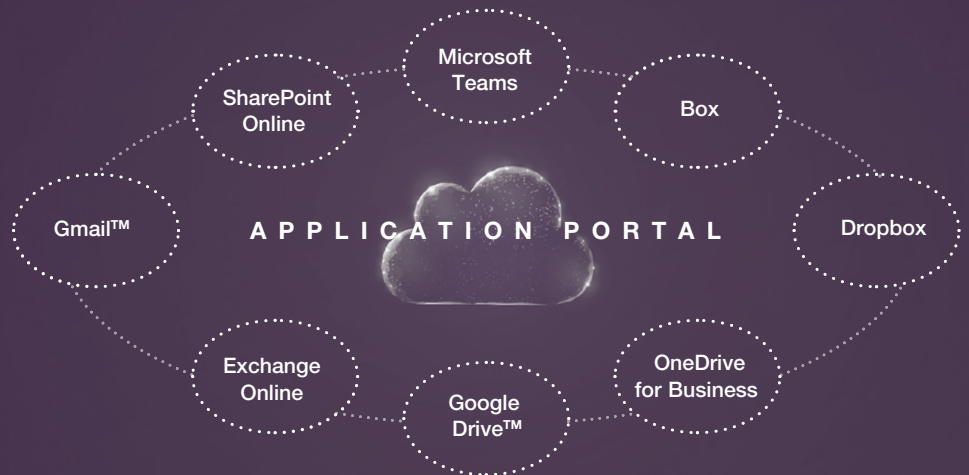 Microsoft
Teams
SharePoint
Online
Box
Gmail™
APPLICATION PORTAL
Dropbox
Exchange
Online
OneDrive
for Business
Google
Drive™